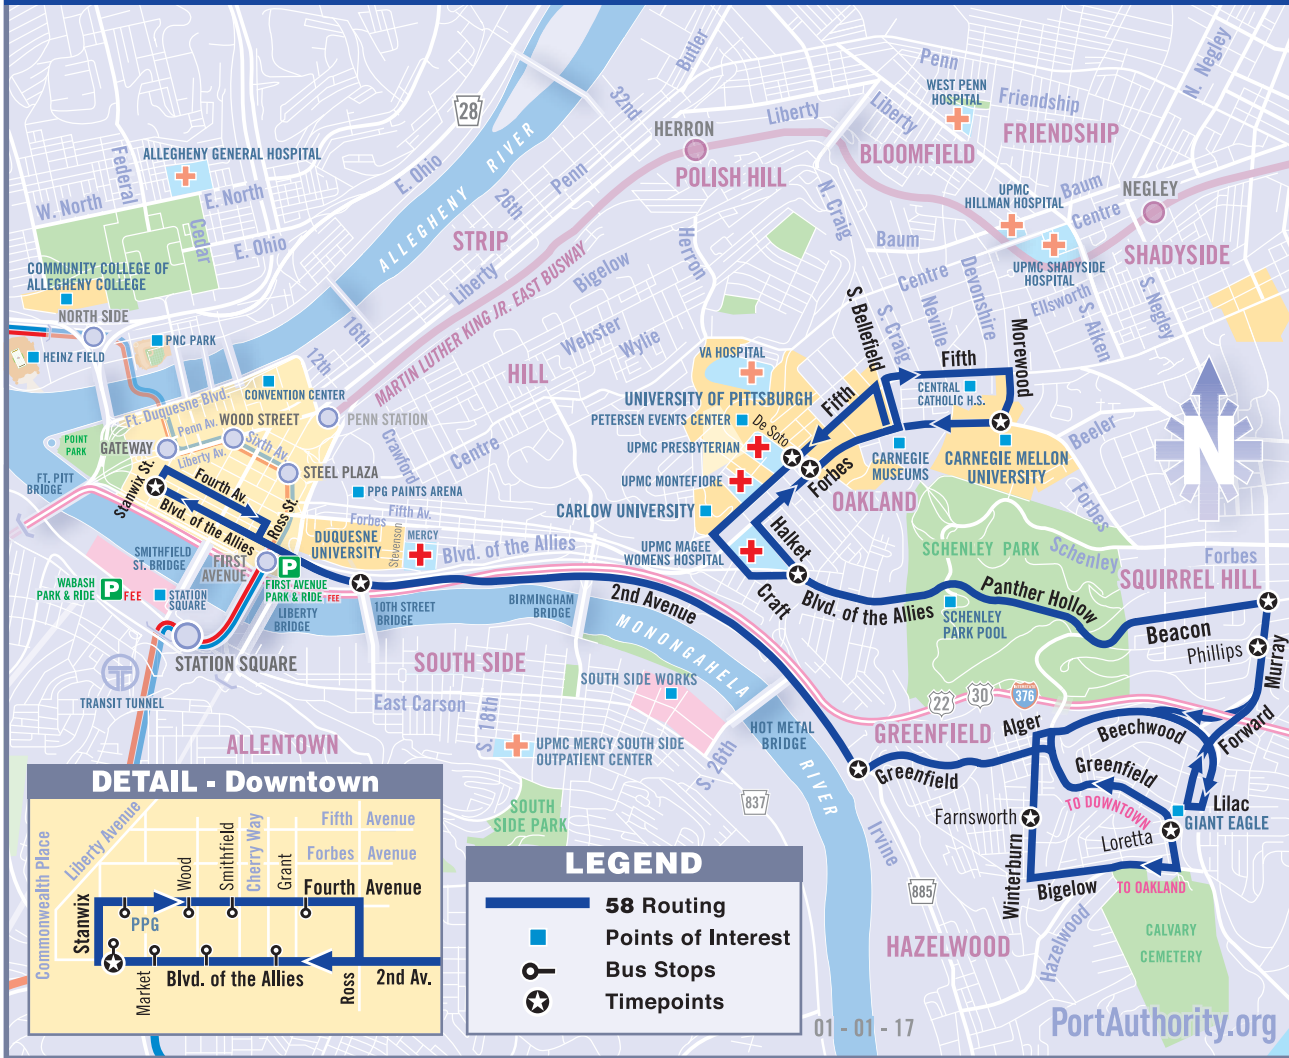 Butler
Penn
N. Negley
32nd
WEST PENN
HOSPITAL
Friendship
28
Liberty
Liberty
HERRON
FRIENDSHIP
BLOOMFIELD
ALLEGHENY GENERAL HOSPITAL
Federal
E. Ohio
ALLEGHENY RIVER
Penn
POLISH HILL
W. North
E. North
26th
N. Craig
UPMC
HILLMAN HOSPITAL
Baum
NEGLEY
Centre
Cedar
E. Ohio
STRIP
Herron
Baum
SHADYSIDE
COMMUNITY COLLEGE OF
ALLEGHENY COLLEGE
Liberty
MARTIN LUTHER KING JR. EAST BUSWAY
Bigelow
Centre
Devonshire
UPMC SHADYSIDE
HOSPITAL
S. Negley
Ellsworth
S. Aiken
NORTH SIDE
16th
S. Bellefield
S. Craig
Neville
Morewood
PNC PARK
HEINZ FIELD
Webster
Wylie
12th
VA HOSPITAL
Fifth
HILL
CONVENTION CENTER
CENTRAL
CATHOLIC H.S.
Ft. Duquesne Blvd.
UNIVERSITY OF PITTSBURGH
Fifth
WOOD STREET
PENN STATION
PETERSEN EVENTS CENTER
De Soto
Penn Av.
POINT
PARK
GATEWAY
Sixth Av.
Liberty Av.
Crawford
Centre
UPMC PRESBYTERIAN
Beeler
CARNEGIE
MUSEUMS
CARNEGIE MELLON
UNIVERSITY
STEEL PLAZA
FT. PITT
BRIDGE
Stanwix St.
Fourth Av.
PPG PAINTS ARENA
UPMC MONTEFIORE
Forbes
OAKLAND
Forbes
Blvd. of the Allies
Ross St.
Fifth Av.
Forbes
CARLOW UNIVERSITY
DUQUESNE
UNIVERSITY
Stevenson
MERCY
Blvd. of the Allies
UPMC MAGEE
WOMENS HOSPITAL
Halket
SCHENLEY PARK
Schenley
Forbes
SMITHFIELD
ST. BRIDGE
FIRST
AVENUE
P
FIRST AVENUE
PARK & RIDE FEE
SQUIRREL HILL
WABASH
PARK & RIDE
P
FEE
STATION
SQUARE
LIBERTY
BRIDGE
10TH STREET
BRIDGE
BIRMINGHAM
BRIDGE
2nd Avenue
Craft
Blvd. of the Allies
Panther Hollow
SCHENLEY
PARK POOL
Beacon
MONONGAHELA
RIVER
Phillips
Murray
STATION SQUARE
SOUTH SIDE
T
TRANSIT TUNNEL
SOUTH SIDE WORKS
East Carson
S. 18th
22
30
INTERSTATE
376
HOT METAL
BRIDGE
GREENFIELD
Alger
Beechwood
Forward
ALLENTOWN
UPMC MERCY SOUTH SIDE
OUTPATIENT CENTER
S. 26th
Greenfield
Greenfield
TO DOWNTOWN
Lilac
GIANT EAGLE
SOUTH
SIDE PARK
837
Farnsworth
Loretta
Irvine
885
Winterburn
Bigelow
TO OAKLAND
HAZELWOOD
Hazelwood
CALVARY
CEMETERY
N
DETAIL - Downtown
Commonwealth Place
Liberty Avenue
Fifth Avenue
Forbes Avenue
Wood
Smithfield
Cherry Way
Grant
Fourth Avenue
Stanwix
PPG
Market
Blvd. of the Allies
Ross
2nd Av.
LEGEND
58 Routing
Points of Interest
Bus Stops
Timepoints
01 - 01 - 17
PortAuthority.org